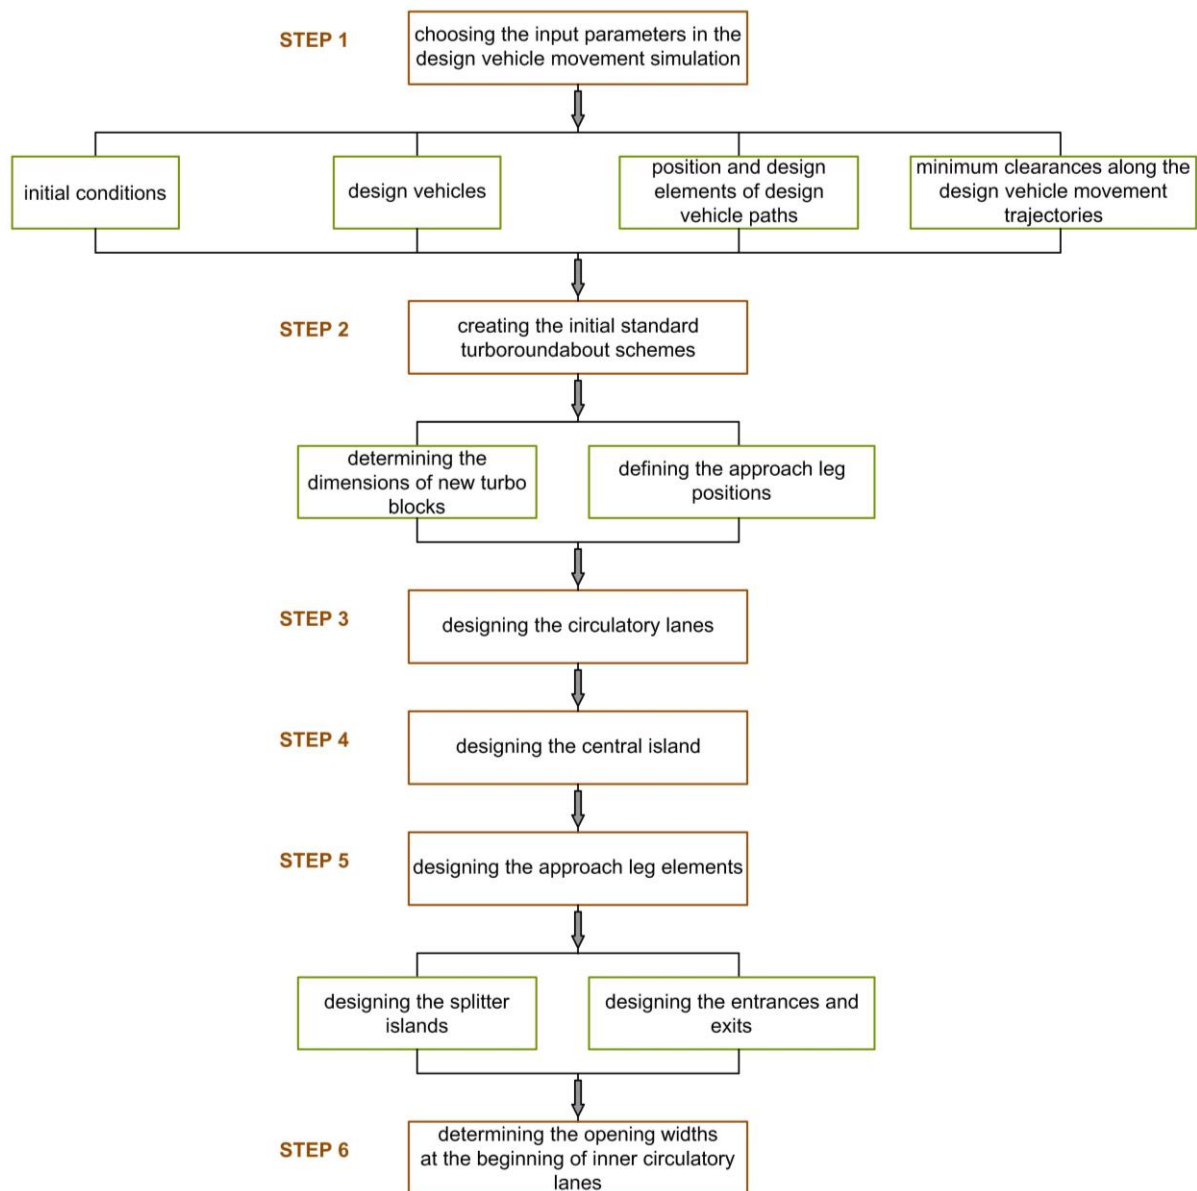 STEP 1
choosing the input parameters in the
design vehicle movement simulation
initial conditions
design vehicles
position and design
elements of design
vehicle paths
minimum clearances along the
design vehicle movement
trajectories
STEP 2
creating the initial standard
turboroundabout schemes
determining the
dimensions of new turbo
blocks
defining the approach leg
positions
STEP 3
designing the circulatory lanes
STEP 4
designing the central island
STEP 5
designing the approach leg elements
designing the splitter
islands
designing the entrances and
exits
STEP 6
determining the opening widths
at the beginning of inner circulatory
lanes